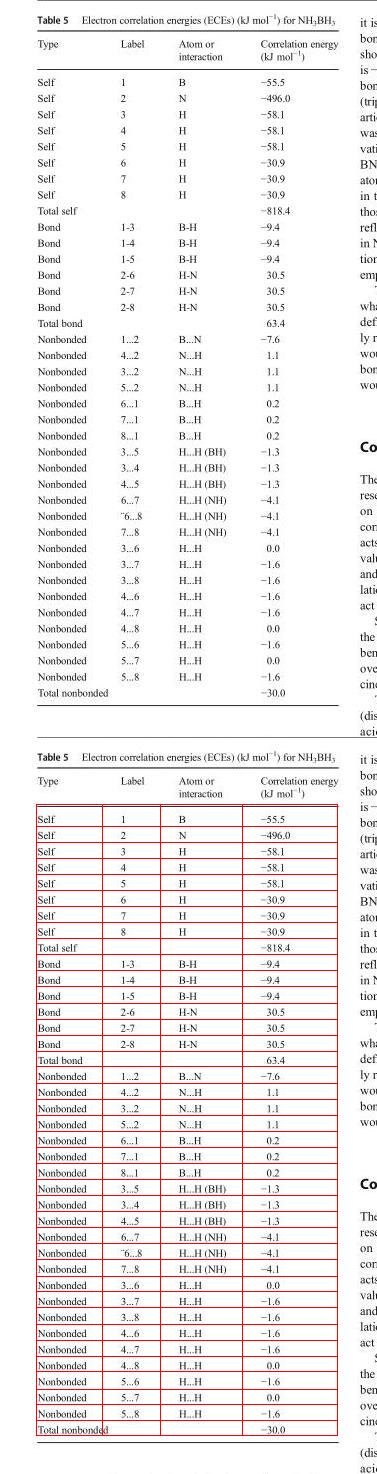 Table 5 Electron correlation energies (ECEs) (kJ mol⁻¹) for NH₃BH₃
Type Label Atom or interaction Correlation energy (kJ mol⁻¹)
Self 1 B −55.5
Self 2 N −496.0
Self 3 H −58.1
Self 4 H −58.1
Self 5 H −58.1
Self 6 H −30.9
Self 7 H −30.9
Self 8 H −30.9
Total self −818.4
Bond 1-3 B-H −9.4
Bond 1-4 B-H −9.4
Bond 1-5 B-H −9.4
Bond 2-6 H-N 30.5
Bond 2-7 H-N 30.5
Bond 2-8 H-N 30.5
Total bond 63.4
Nonbonded 1...2 B...N −7.6
Nonbonded 4...2 N...H 1.1
Nonbonded 3...2 N...H 1.1
Nonbonded 5...2 N...H 1.1
Nonbonded 6...1 B...H 0.2
Nonbonded 7...1 B...H 0.2
Nonbonded 8...1 B...H 0.2
Nonbonded 3...5 H...H (BH) −1.3
Nonbonded 3...4 H...H (BH) −1.3
Nonbonded 4...5 H...H (BH) −1.3
Nonbonded 6...7 H...H (NH) −4.1
Nonbonded ¨6...8 H...H (NH) −4.1
Nonbonded 7...8 H...H (NH) −4.1
Nonbonded 3...6 H...H 0.0
Nonbonded 3...7 H...H −1.6
Nonbonded 3...8 H...H −1.6
Nonbonded 4...6 H...H −1.6
Nonbonded 4...7 H...H −1.6
Nonbonded 4...8 H...H 0.0
Nonbonded 5...6 H...H −1.6
Nonbonded 5...7 H...H 0.0
Nonbonded 5...8 H...H −1.6
Total nonbonded −30.0
Table 5 Electron correlation energies (ECEs) (kJ mol⁻¹) for NH₃BH₃
Type Label Atom or interaction Correlation energy (kJ mol⁻¹)
Self 1 B −55.5
Self 2 N −496.0
Self 3 H −58.1
Self 4 H −58.1
Self 5 H −58.1
Self 6 H −30.9
Self 7 H −30.9
Self 8 H −30.9
Total self −818.4
Bond 1-3 B-H −9.4
Bond 1-4 B-H −9.4
Bond 1-5 B-H −9.4
Bond 2-6 H-N 30.5
Bond 2-7 H-N 30.5
Bond 2-8 H-N 30.5
Total bond 63.4
Nonbonded 1...2 B...N −7.6
Nonbonded 4...2 N...H 1.1
Nonbonded 3...2 N...H 1.1
Nonbonded 5...2 N...H 1.1
Nonbonded 6...1 B...H 0.2
Nonbonded 7...1 B...H 0.2
Nonbonded 8...1 B...H 0.2
Nonbonded 3...5 H...H (BH) −1.3
Nonbonded 3...4 H...H (BH) −1.3
Nonbonded 4...5 H...H (BH) −1.3
Nonbonded 6...7 H...H (NH) −4.1
Nonbonded ¨6...8 H...H (NH) −4.1
Nonbonded 7...8 H...H (NH) −4.1
Nonbonded 3...6 H...H 0.0
Nonbonded 3...7 H...H −1.6
Nonbonded 3...8 H...H −1.6
Nonbonded 4...6 H...H −1.6
Nonbonded 4...7 H...H −1.6
Nonbonded 4...8 H...H 0.0
Nonbonded 5...6 H...H −1.6
Nonbonded 5...7 H...H 0.0
Nonbonded 5...8 H...H −1.6
Total nonbonded −30.0